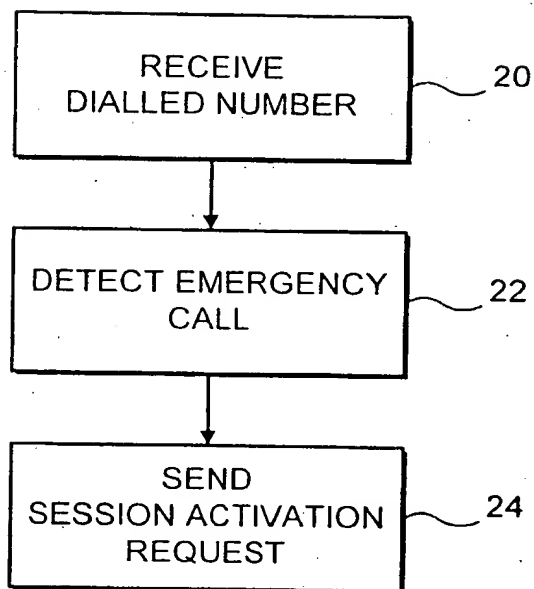 RECEIVE
DIALLED NUMBER
20
DETECT EMERGENCY
CALL
22
SEND
SESSION ACTIVATION
REQUEST
24